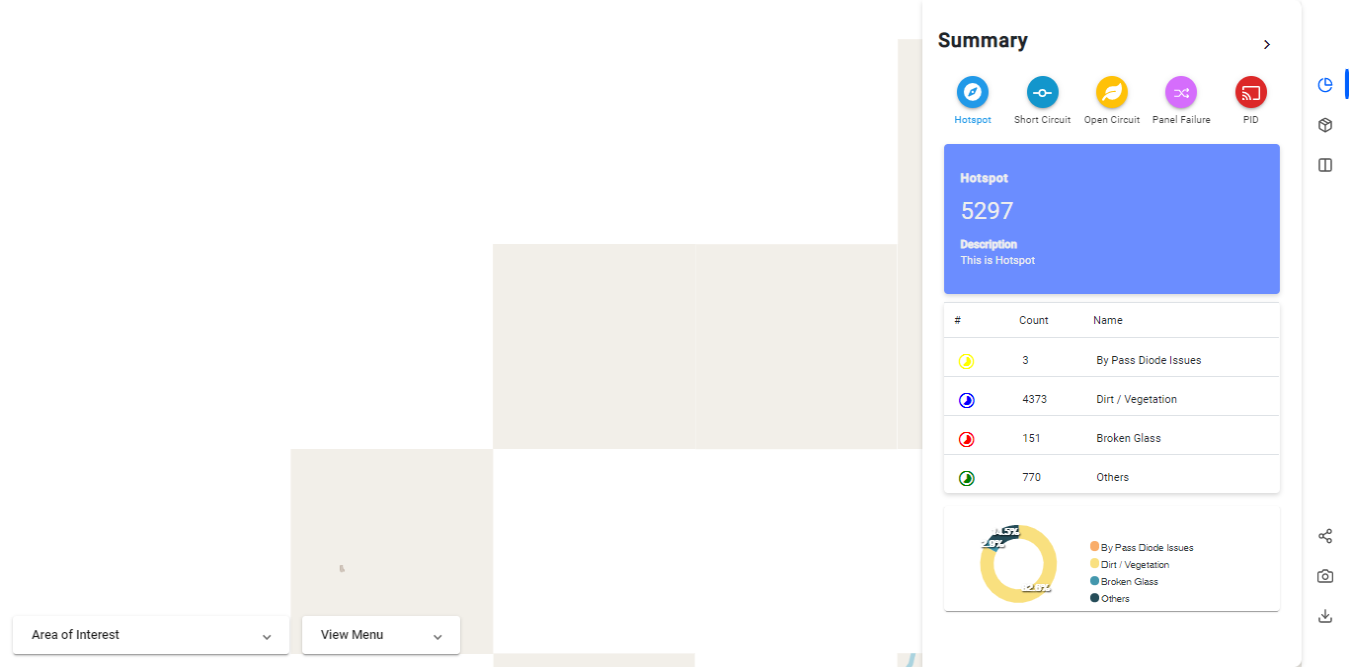 Summary
Hotspot Short Circuit Open Circuit Panel Failure PID
Hotspot
5297
Description
This is Hotspot
# Count Name
3 By Pass Diode Issues
4373 Dirt / Vegetation
151 Broken Glass
770 Others
By Pass Diode Issues
Dirt / Vegetation
Broken Glass
Others
Area of Interest
View Menu